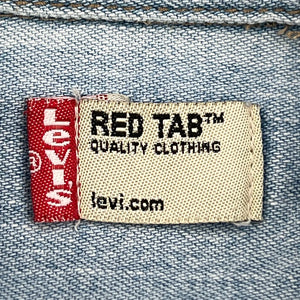 Levi's
®
RED TAB™
QUALITY CLOTHING
levi.com